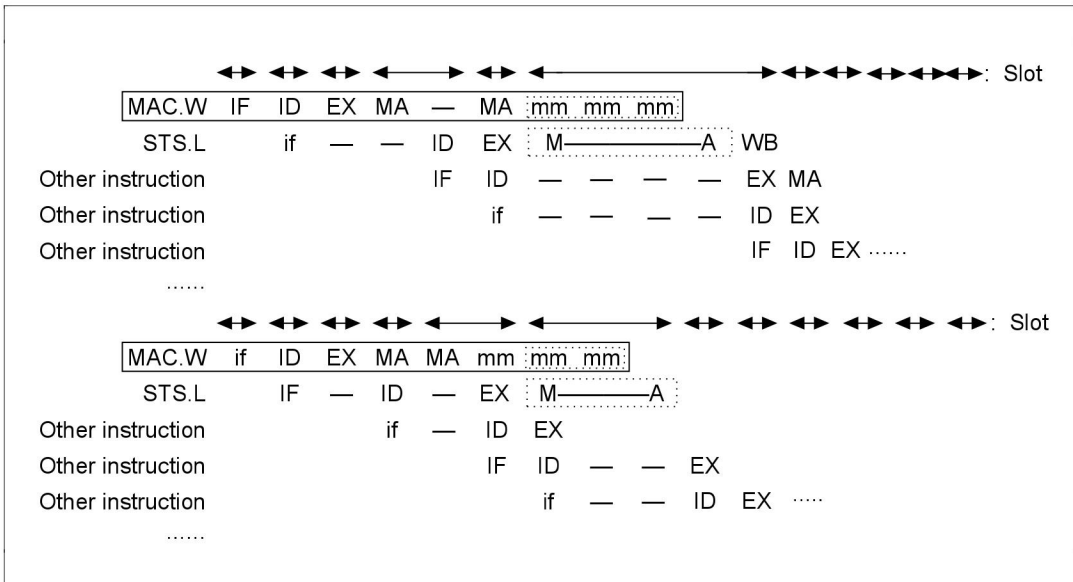 : Slot
MAC.W IF ID EX MA — MA mm mm mm
STS.L if — — ID EX M———A WB
Other instruction IF ID — — — — EX MA
Other instruction if — — — — ID EX
Other instruction IF ID EX ······
······
: Slot
MAC.W if ID EX MA MA mm mm mm
STS.L IF — ID — EX M———A
Other instruction if — ID EX
Other instruction IF ID — — EX
Other instruction if — — ID EX ·····
······